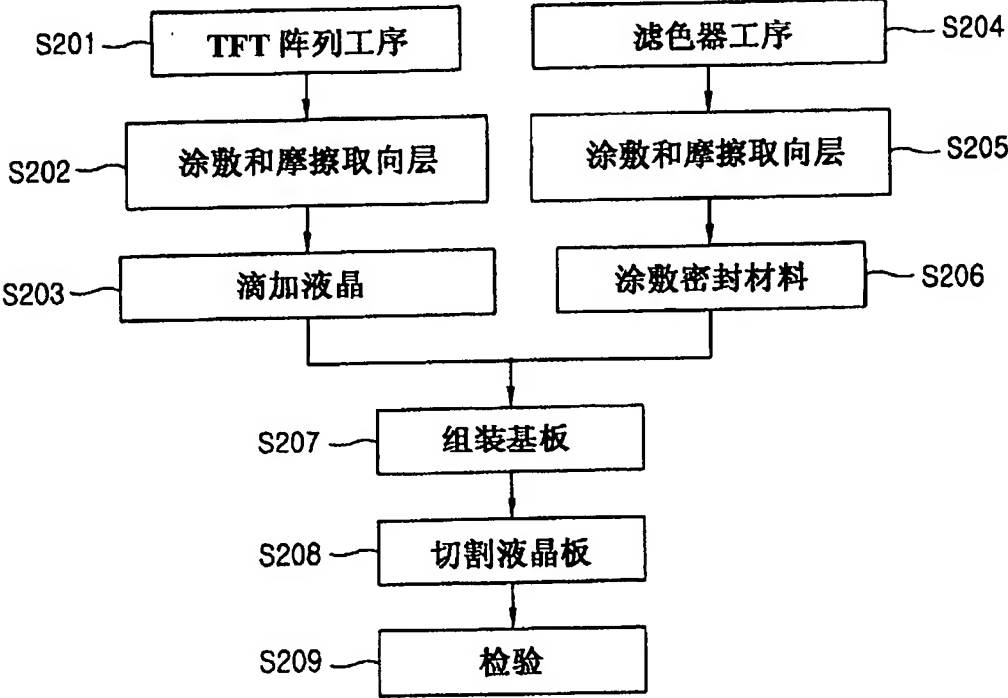 S201
TFT 阵列工序
滤色器工序
S204
S202
涂敷和摩擦取向层
涂敷和摩擦取向层
S205
S203
滴加液晶
涂敷密封材料
S206
S207
组装基板
S208
切割液晶板
S209
检验